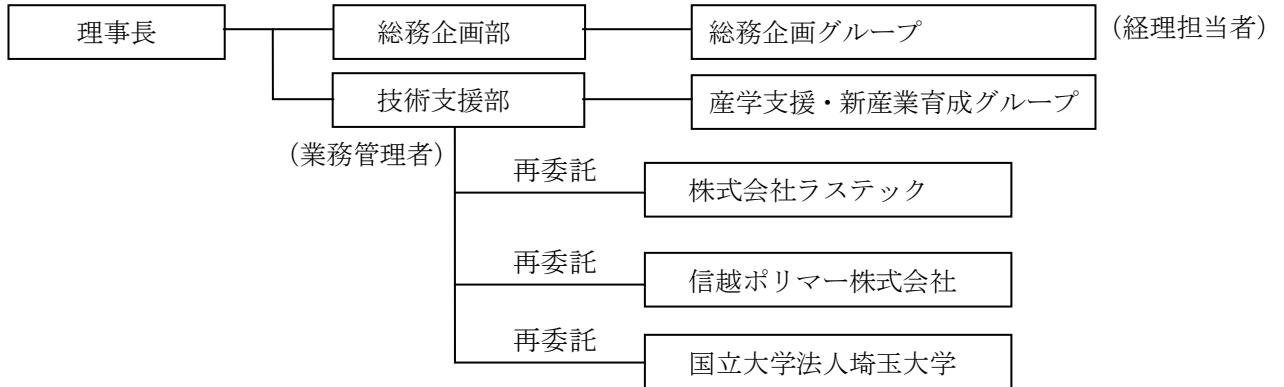 理事長
総務企画部
総務企画グループ
（経理担当者）
技術支援部
産学支援・新産業育成グループ
（業務管理者）
再委託
株式会社ラステック
再委託
信越ポリマー株式会社
再委託
国立大学法人埼玉大学